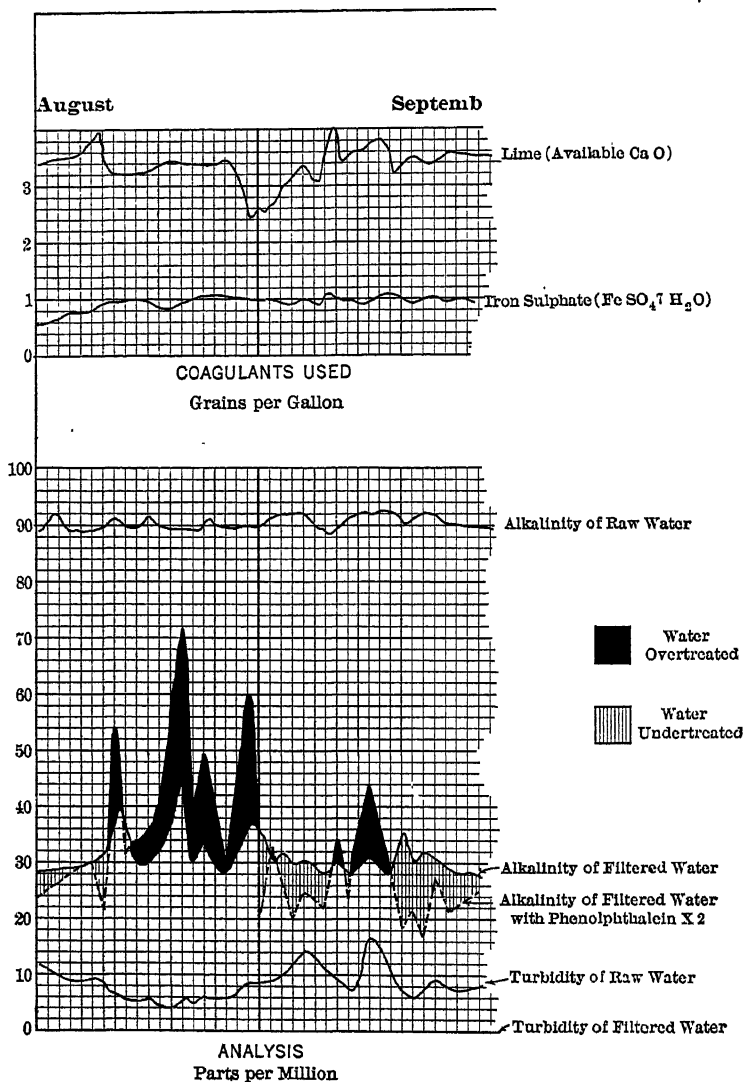 August Septemb
Lime (Available CaO)
3
2
1
Iron Sulphate (Fe SO₄7 H₂O)
0
COAGULANTS USED
Grains per Gallon
100
90
Alkalinity of Raw Water
80
70
Water
Overtreated
60
Water
Undertreated
50
40
30
Alkalinity of Filtered Water
Alkalinity of Filtered Water
with Phenolphthalein X 2
20
10
Turbidity of Raw Water
0
Turbidity of Filtered Water
ANALYSIS
Parts per Million